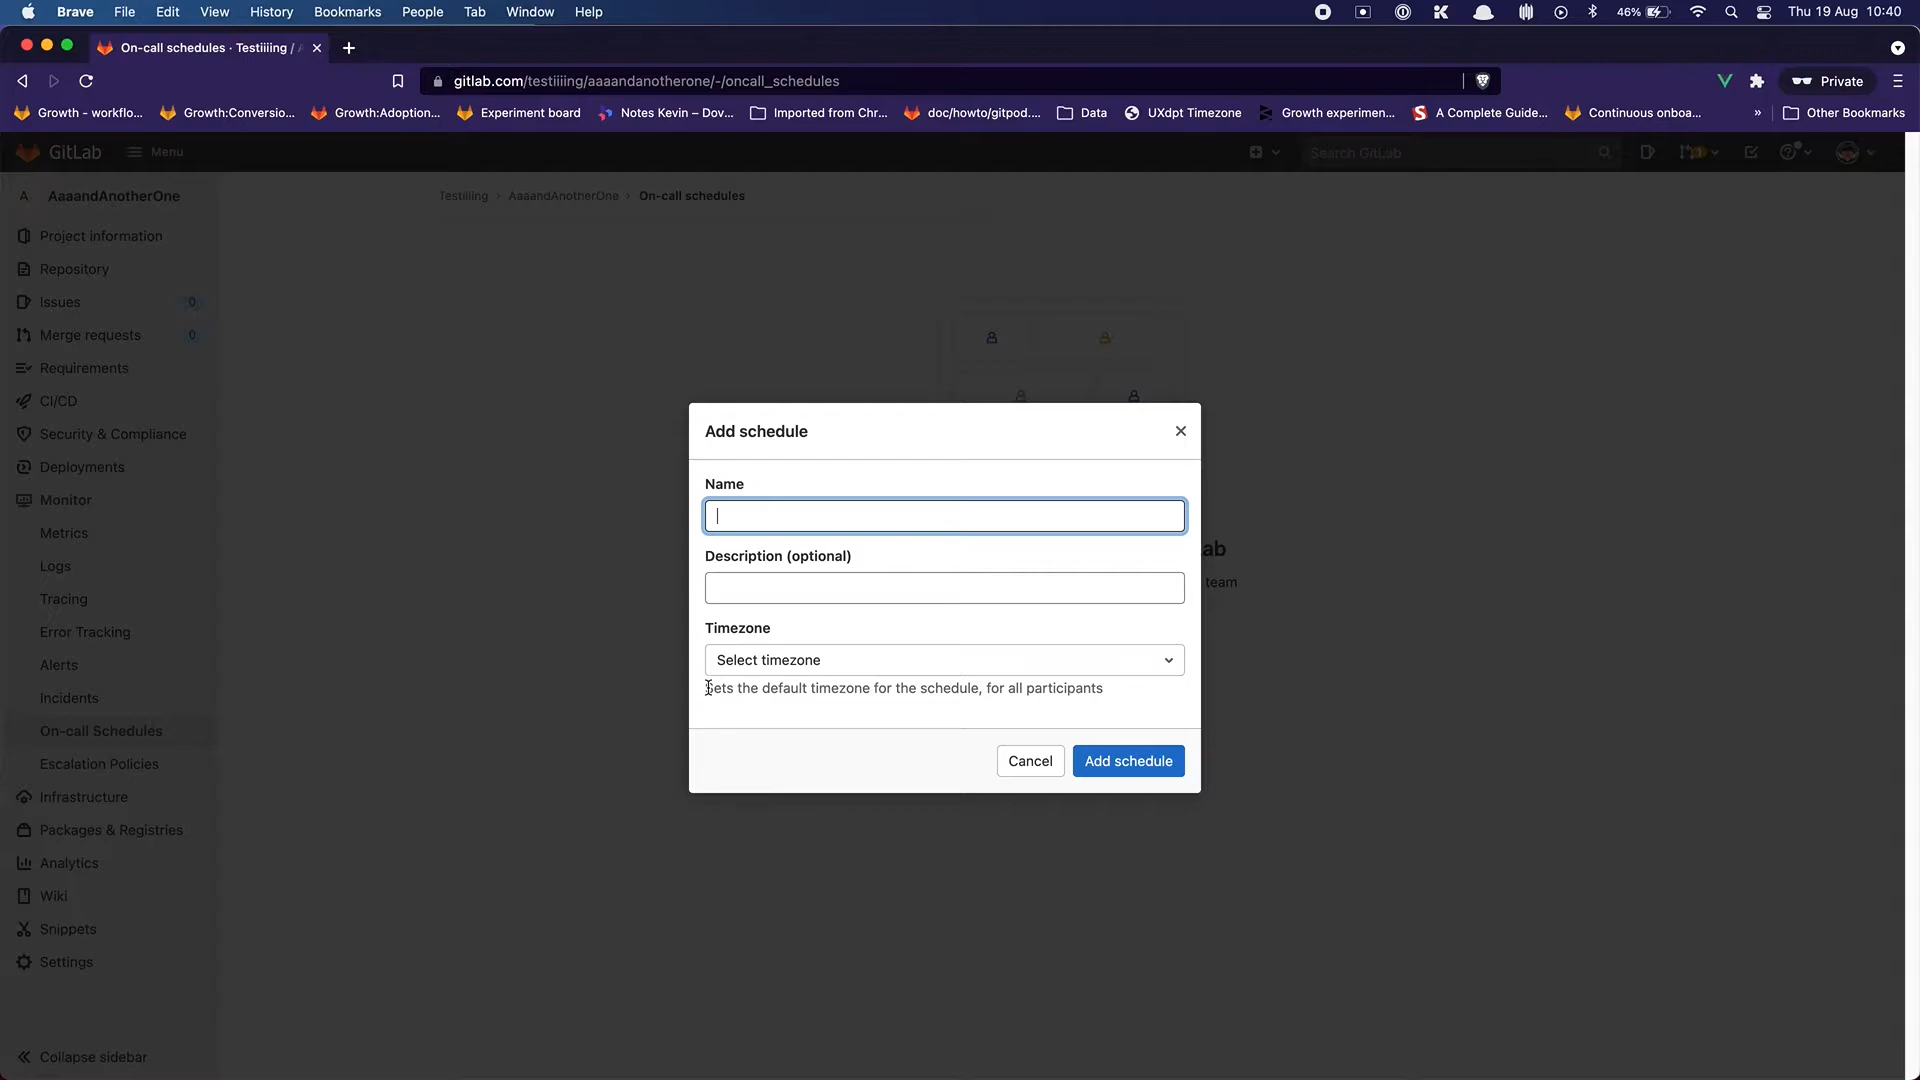 Brave File Edit View History Bookmarks People Tab Window Help 46% Thu 19 Aug 10:40
On-call schedules · Testiiiing / A
gitlab.com/testiiiing/aaaandanotherone/-/oncall_schedules Private
Growth - workflo... Growth:Conversio... Growth:Adoption... Experiment board Notes Kevin – Dov... Imported from Chr... doc/howto/gitpod.... Data UXdpt Timezone Growth experimen... A Complete Guide... Continuous onboa... » Other Bookmarks
GitLab Menu Search GitLab
A AaaandAnotherOne
Testiiiing › AaaandAnotherOne › On-call schedules
Project information
Repository
Issues 0
Merge requests 0
Requirements
CI/CD
Security & Compliance
Deployments
Monitor
Metrics
Logs
Tracing
Error Tracking
Alerts
Incidents
On-call Schedules
Escalation Policies
Infrastructure
Packages & Registries
Analytics
Wiki
Snippets
Settings
Collapse sidebar
Add schedule
Name
Description (optional)
Timezone
Select timezone
Sets the default timezone for the schedule, for all participants
Cancel Add schedule
ab
team